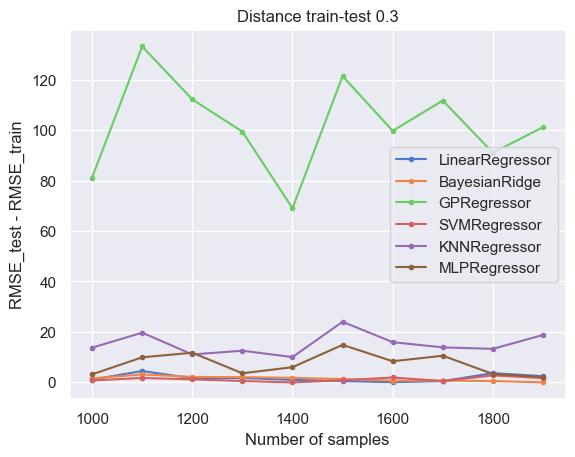 Distance train-test 0.3
RMSE_test - RMSE_train
120
100
80
60
40
20
0
LinearRegressor
BayesianRidge
GPRegressor
SVMRegressor
KNNRegressor
MLPRegressor
1000 1200 1400 1600 1800
Number of samples